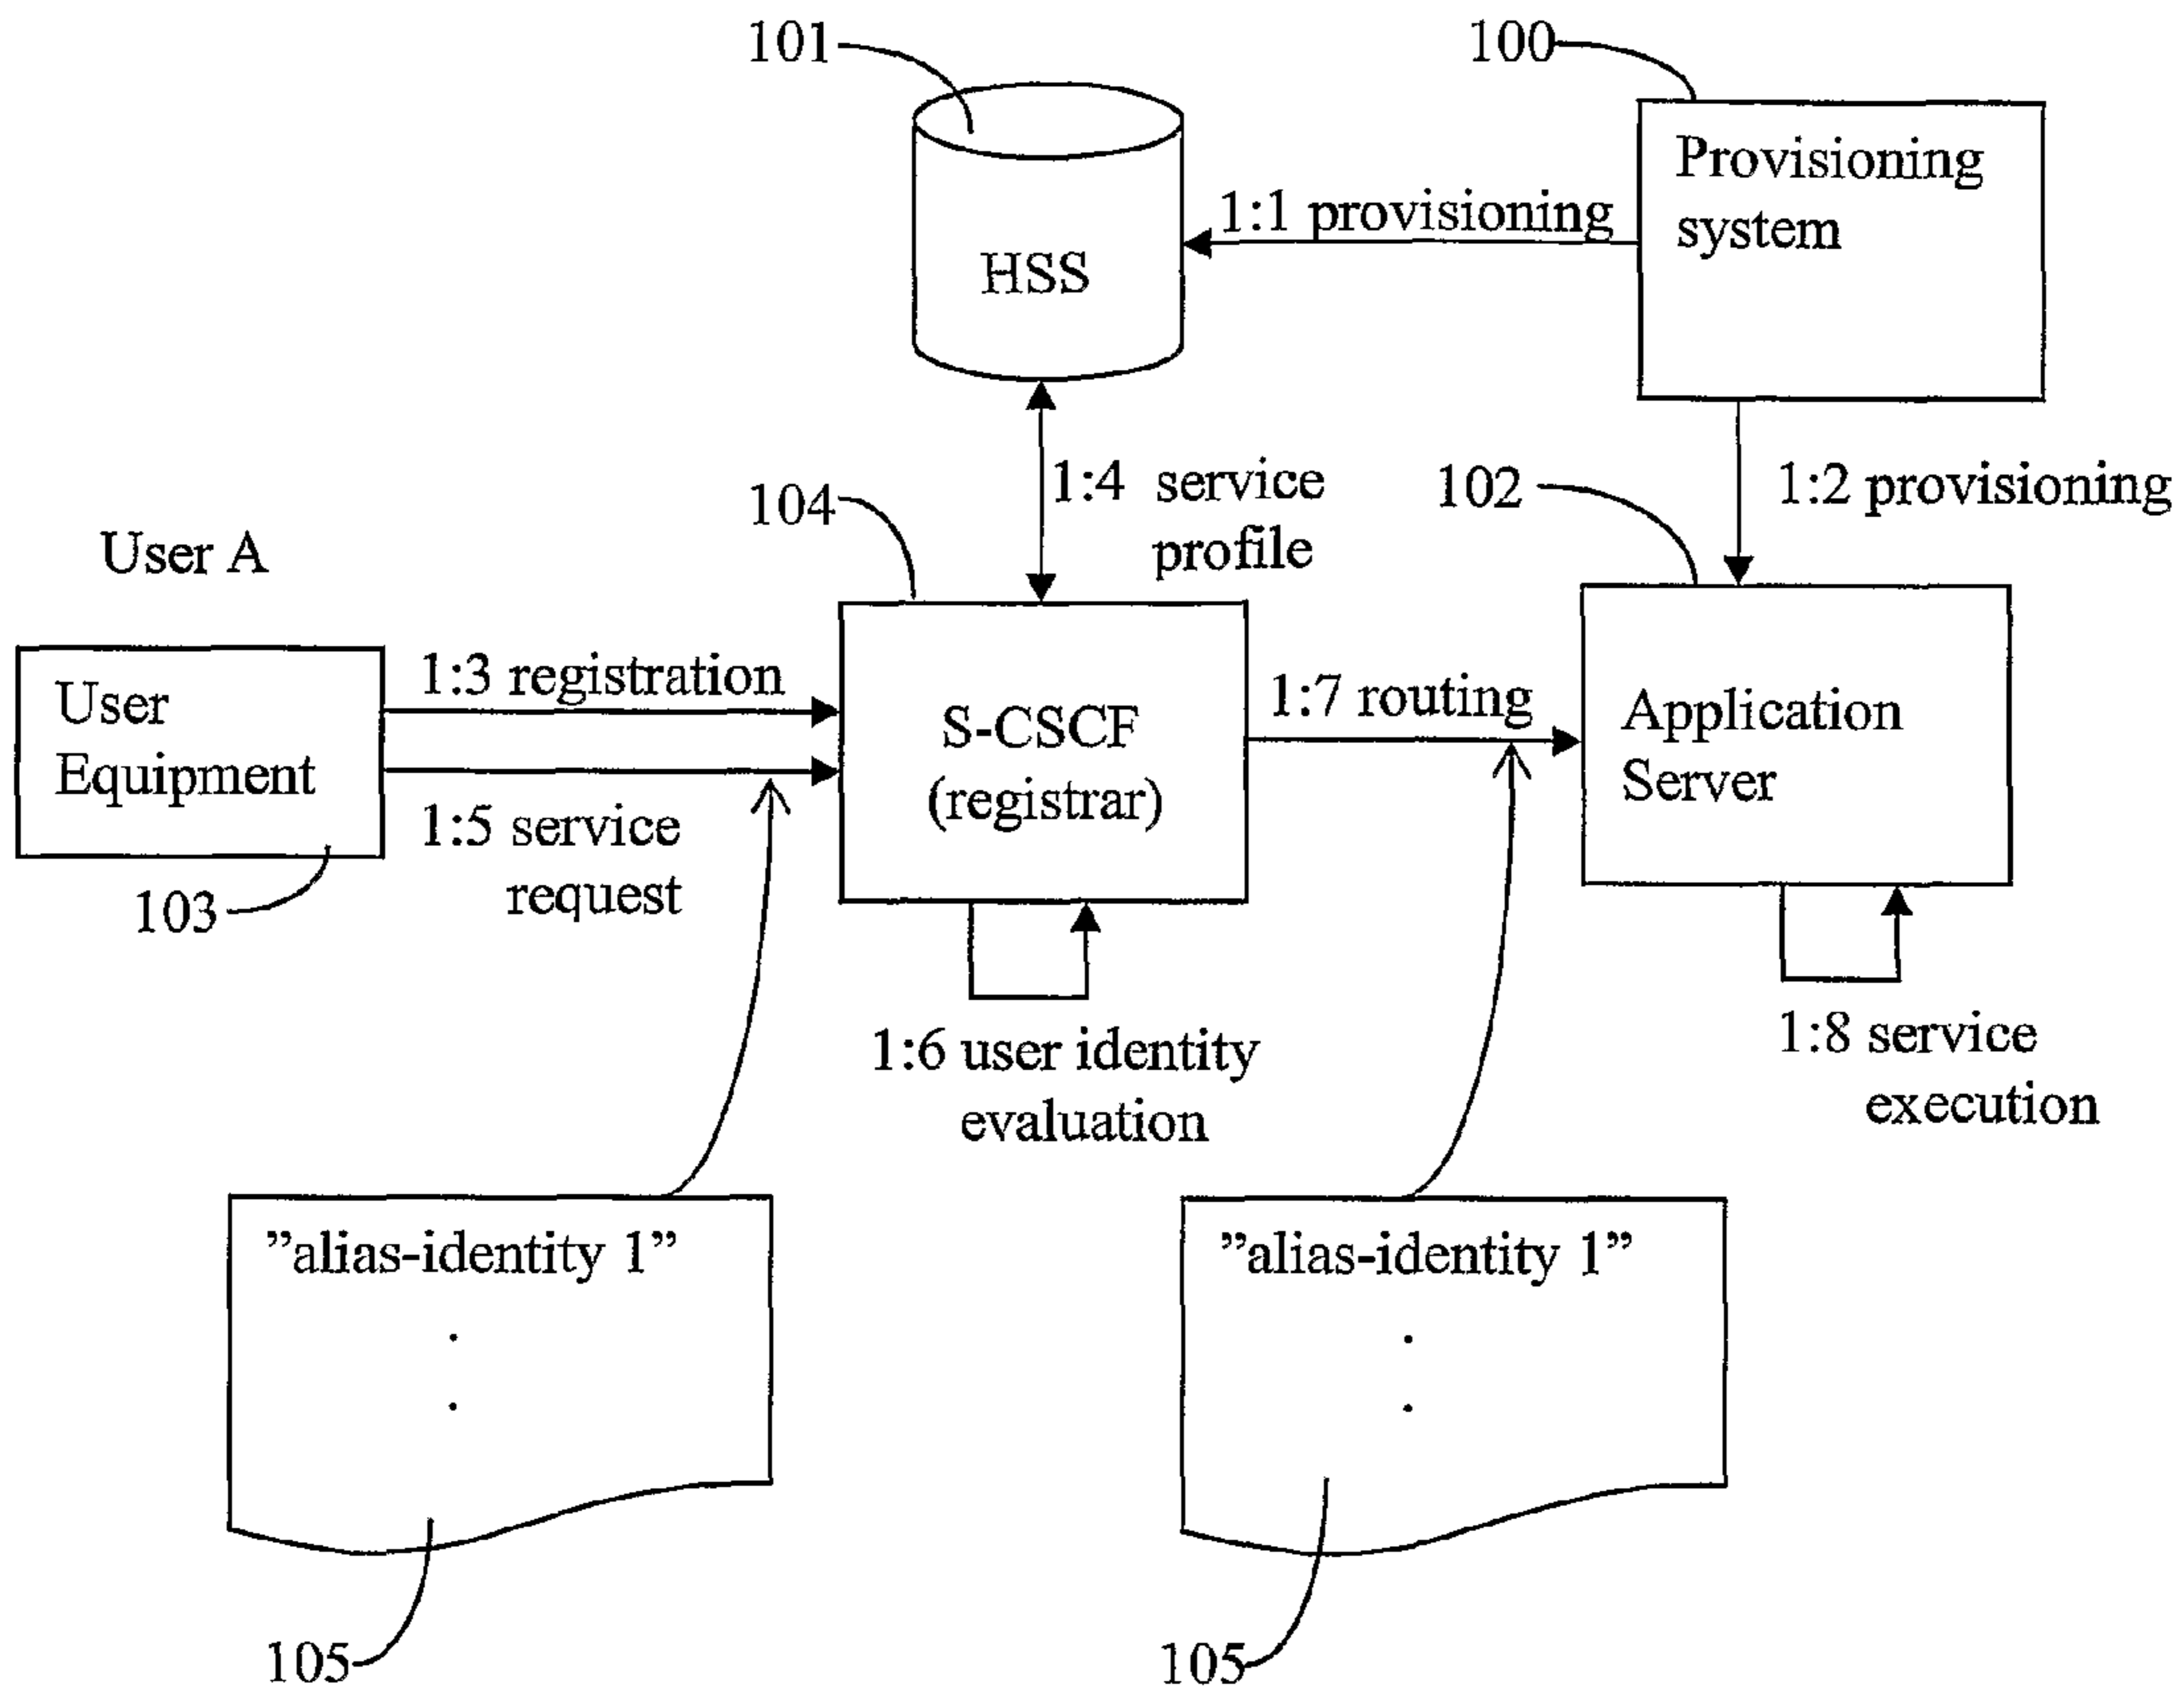 101
100
Provisioning
system
1:1 provisioning
HSS
104
1:4 service
profile
102
1:2 provisioning
User A
User
Equipment
1:3 registration
1:5 service
request
103
S-CSCF
(registrar)
1:7 routing
Application
Server
1:6 user identity
evaluation
1:8 service
execution
”alias-identity 1”
.
.
105
”alias-identity 1”
.
.
105